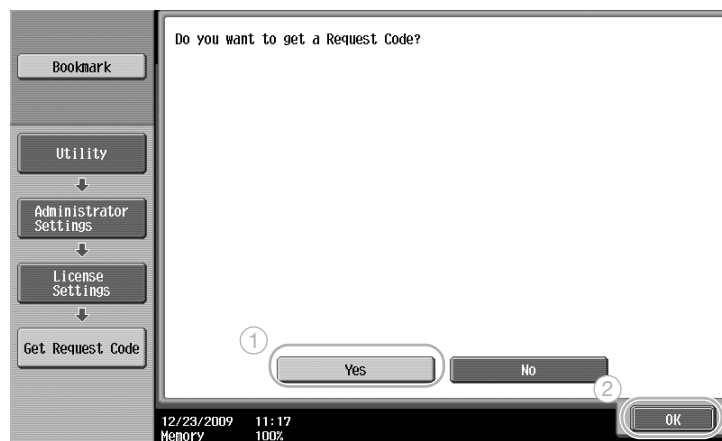 Do you want to get a Request Code?
Bookmark
Utility
Administrator
Settings
License
Settings
Get Request Code
1
Yes
No
2
OK
12/23/2009 11:17
Memory 100%